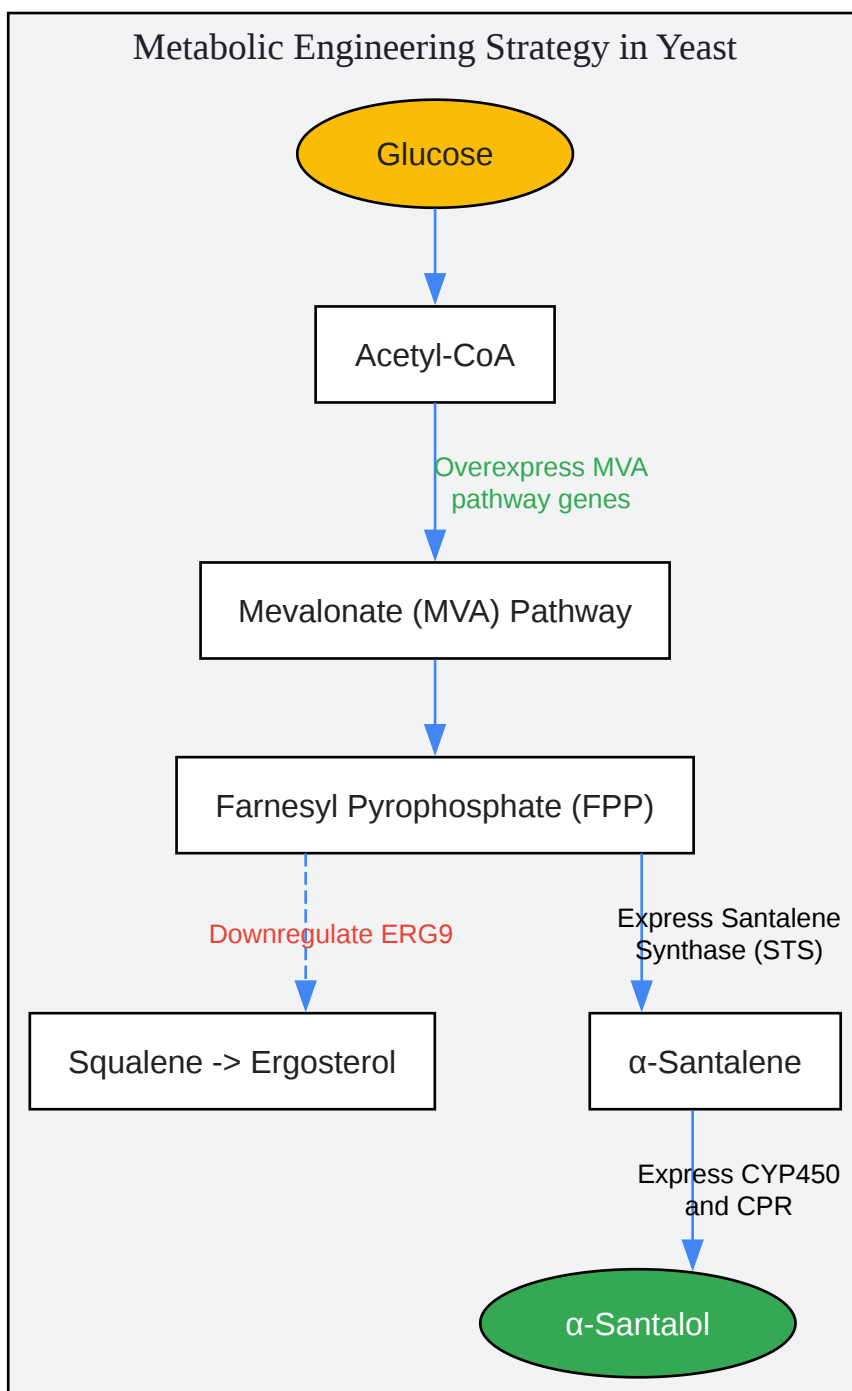 Metabolic Engineering Strategy in Yeast
Glucose
Acetyl-CoA
Overexpress MVA
pathway genes
Mevalonate (MVA) Pathway
Farnesyl Pyrophosphate (FPP)
Downregulate ERG9
Express Santalene
Synthase (STS)
Squalene -> Ergosterol
α-Santalene
Express CYP450
and CPR
α-Santalol